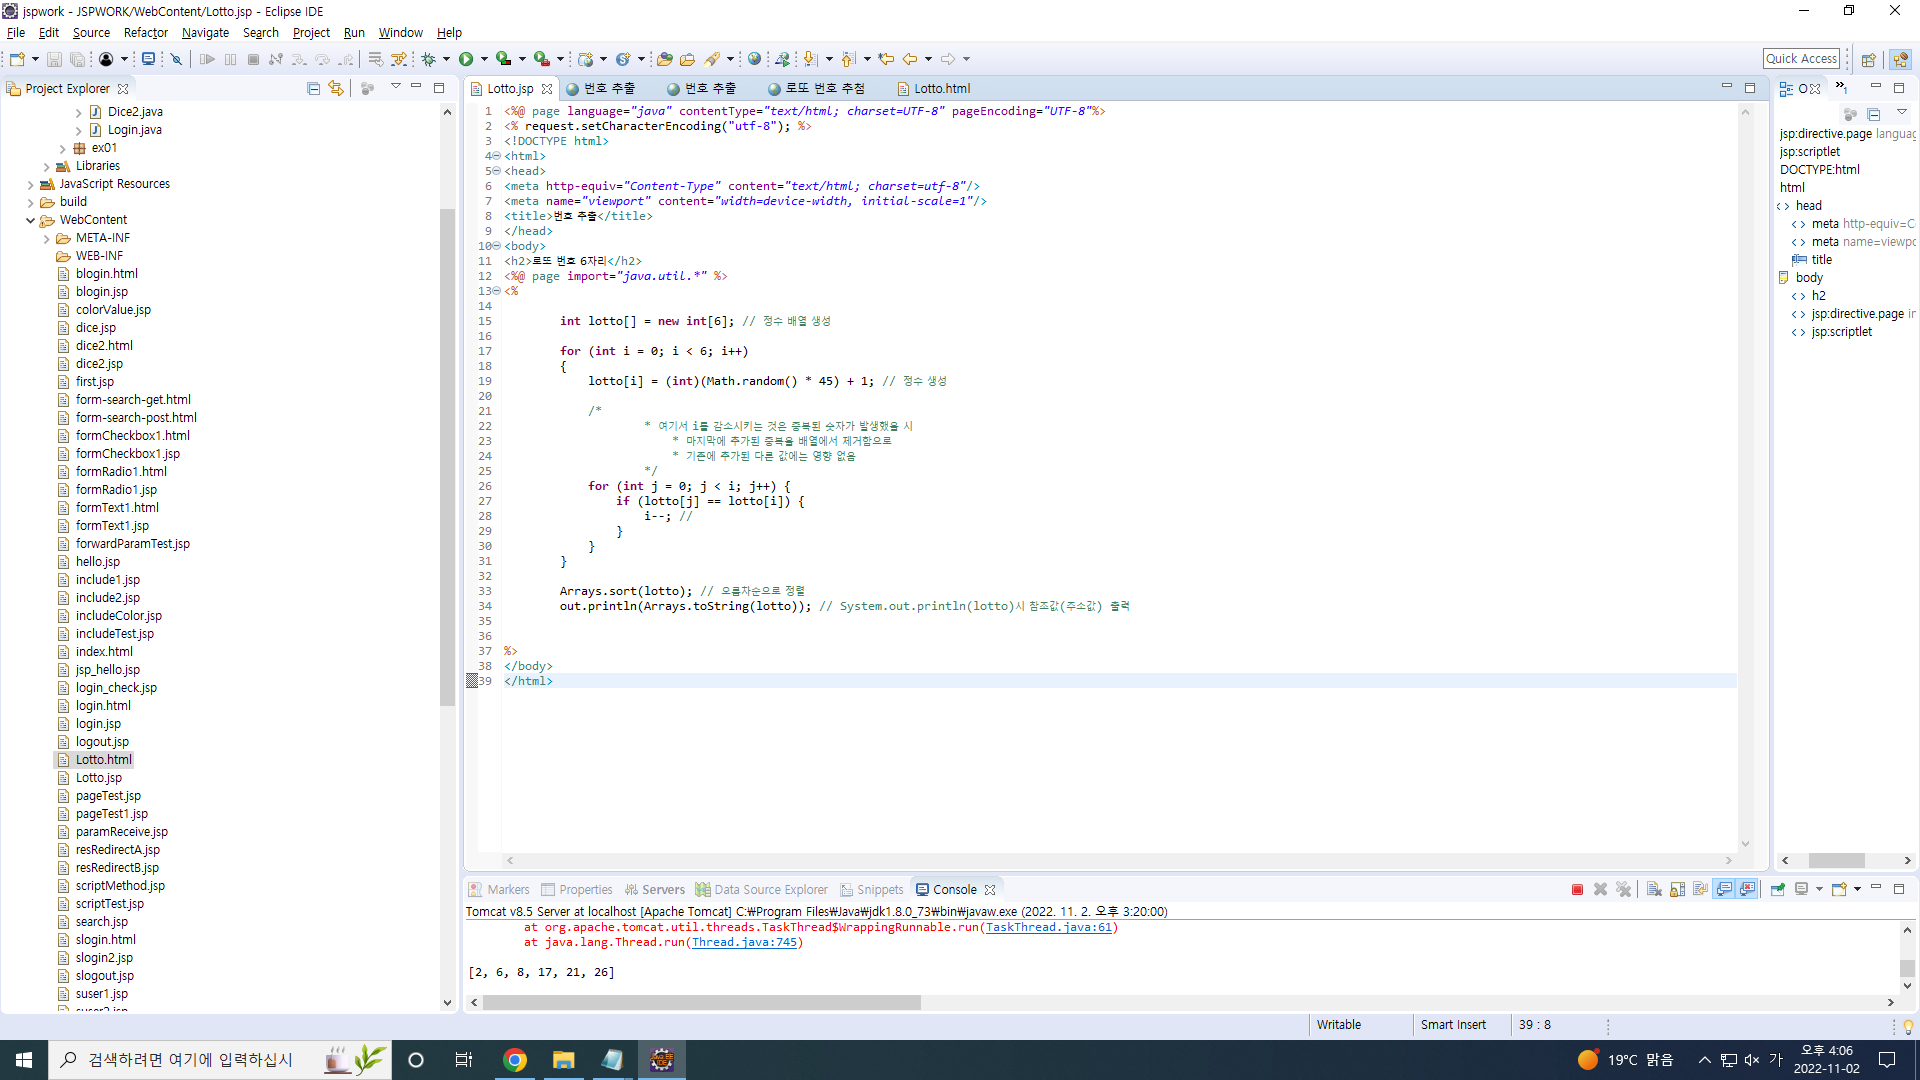 jspwork - JSPWORK/WebContent/Lotto.jsp - Eclipse IDE
File Edit Source Refactor Navigate Search Project Run Window Help
Quick Access
Project Explorer
Dice2.java
Login.java
ex01
Libraries
JavaScript Resources
build
WebContent
META-INF
WEB-INF
blogin.html
blogin.jsp
colorValue.jsp
dice.jsp
dice2.html
dice2.jsp
first.jsp
form-search-get.html
form-search-post.html
formCheckbox1.html
formCheckbox1.jsp
formRadio1.html
formRadio1.jsp
formText1.html
formText1.jsp
forwardParamTest.jsp
hello.jsp
include1.jsp
include2.jsp
includeColor.jsp
includeTest.jsp
index.html
jsp_hello.jsp
login_check.jsp
login.html
login.jsp
logout.jsp
Lotto.html
Lotto.jsp
pageTest.jsp
pageTest1.jsp
paramReceive.jsp
resRedirectA.jsp
resRedirectB.jsp
scriptMethod.jsp
scriptTest.jsp
search.jsp
slogin.html
slogin2.jsp
slogout.jsp
suser1.jsp
Lotto.jsp 번호 추출 번호 추출 로또 번호 추첨 Lotto.html
1 <%@ page language="java" contentType="text/html; charset=UTF-8" pageEncoding="UTF-8"%>
2 <% request.setCharacterEncoding("utf-8"); %>
3 <!DOCTYPE html>
4 <html>
5 <head>
6 <meta http-equiv="Content-Type" content="text/html; charset=utf-8"/>
7 <meta name="viewport" content="width=device-width, initial-scale=1"/>
8 <title>번호 추출</title>
9 </head>
10 <body>
11 <h2>로또 번호 6자리</h2>
12 <%@ page import="java.util.*" %>
13 <%
14
15 int lotto[] = new int[6]; // 정수 배열 생성
16
17 for (int i = 0; i < 6; i++)
18 {
19 lotto[i] = (int)(Math.random() * 45) + 1; // 정수 생성
20
21 /*
22 * 여기서 i를 감소시키는 것은 중복된 숫자가 발생했을 시
23 * 마지막에 추가된 중복을 배열에서 제거함으로
24 * 기존에 추가된 다른 값에는 영향 없음
25 */
26 for (int j = 0; j < i; j++) {
27 if (lotto[j] == lotto[i]) {
28 i--; //
29 }
30 }
31 }
32
33 Arrays.sort(lotto); // 오름차순으로 정렬
34 out.println(Arrays.toString(lotto)); // System.out.println(lotto)시 참조값(주소값) 출력
35
36
37 %>
38 </body>
39 </html>
jsp:directive.page languag
jsp:scriptlet
DOCTYPE:html
html
head
meta http-equiv=C
meta name=viewpo
title
body
h2
jsp:directive.page in
jsp:scriptlet
Markers Properties Servers Data Source Explorer Snippets Console
Tomcat v8.5 Server at localhost [Apache Tomcat] C:₩Program Files₩Java₩jdk1.8.0_73₩bin₩javaw.exe (2022. 11. 2. 오후 3:20:00)
at org.apache.tomcat.util.threads.TaskThread$WrappingRunnable.run(TaskThread.java:61)
at java.lang.Thread.run(Thread.java:745)
[2, 6, 8, 17, 21, 26]
Writable Smart Insert 39 : 8
검색하려면 여기에 입력하십시
19°C 맑음 가 오후 4:06
2022-11-02